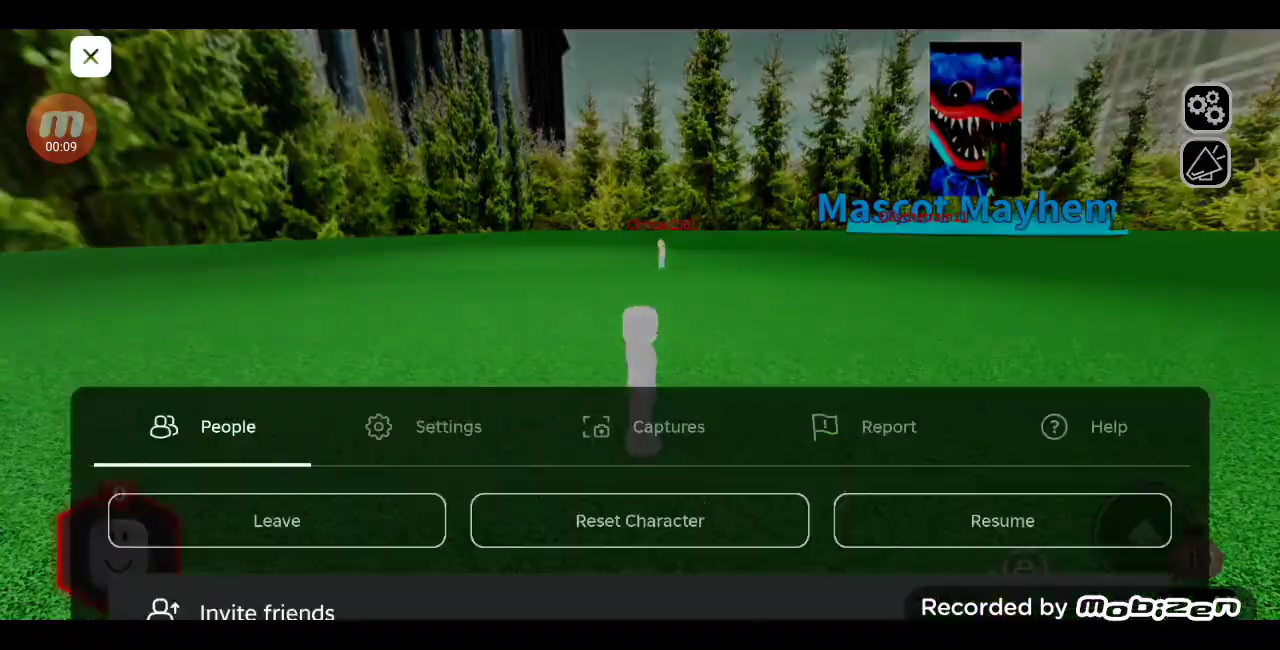 00:09
Mascot Mayhem
People
Settings
Captures
Report
Help
Leave
Reset Character
Resume
Invite friends
Recorded by mobizen